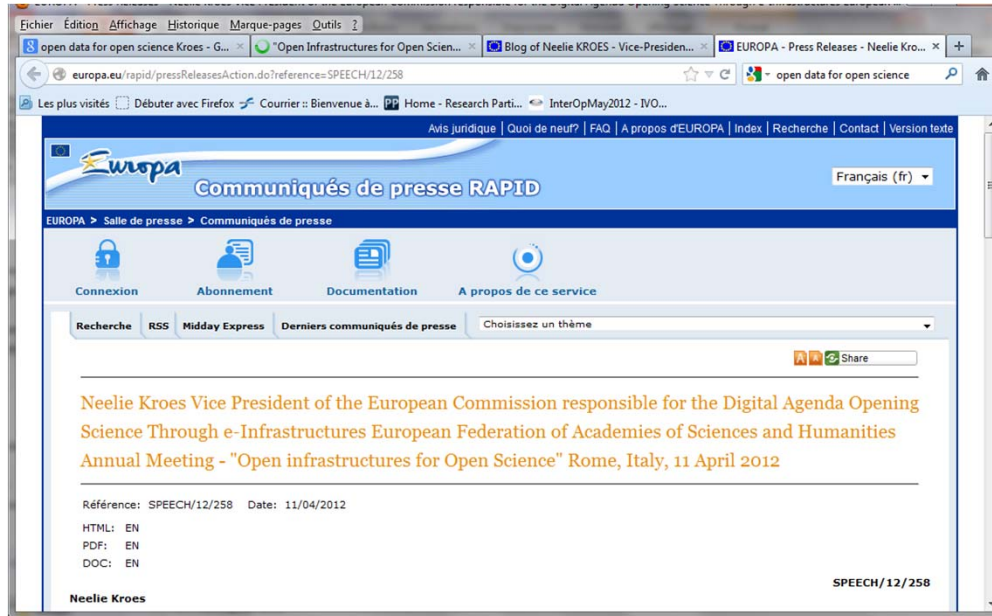 Fichier Édition Affichage Historique Marque-pages Outils ?
open data for open science Kroes - G... × "Open Infrastructures for Open Scien... × Blog of Neelie KROES - Vice-Presiden... × EUROPA - Press Releases - Neelie Kro... × +
europa.eu/rapid/pressReleasesAction.do?reference=SPEECH/12/258 open data for open science
Les plus visités Débuter avec Firefox Courrier :: Bienvenue à... PP Home - Research Parti... InterOpMay2012 - IVO...
Avis juridique | Quoi de neuf? | FAQ | A propos d'EUROPA | Index | Recherche | Contact | Version texte
Europa
Communiqués de presse RAPID
Français (fr)
EUROPA > Salle de presse > Communiqués de presse
Connexion Abonnement Documentation A propos de ce service
Recherche RSS Midday Express Derniers communiqués de presse Choisissez un thème
A A Share
Neelie Kroes Vice President of the European Commission responsible for the Digital Agenda Opening
Science Through e-Infrastructures European Federation of Academies of Sciences and Humanities
Annual Meeting - "Open infrastructures for Open Science" Rome, Italy, 11 April 2012
Référence: SPEECH/12/258 Date: 11/04/2012
HTML: EN
PDF: EN
DOC: EN
SPEECH/12/258
Neelie Kroes